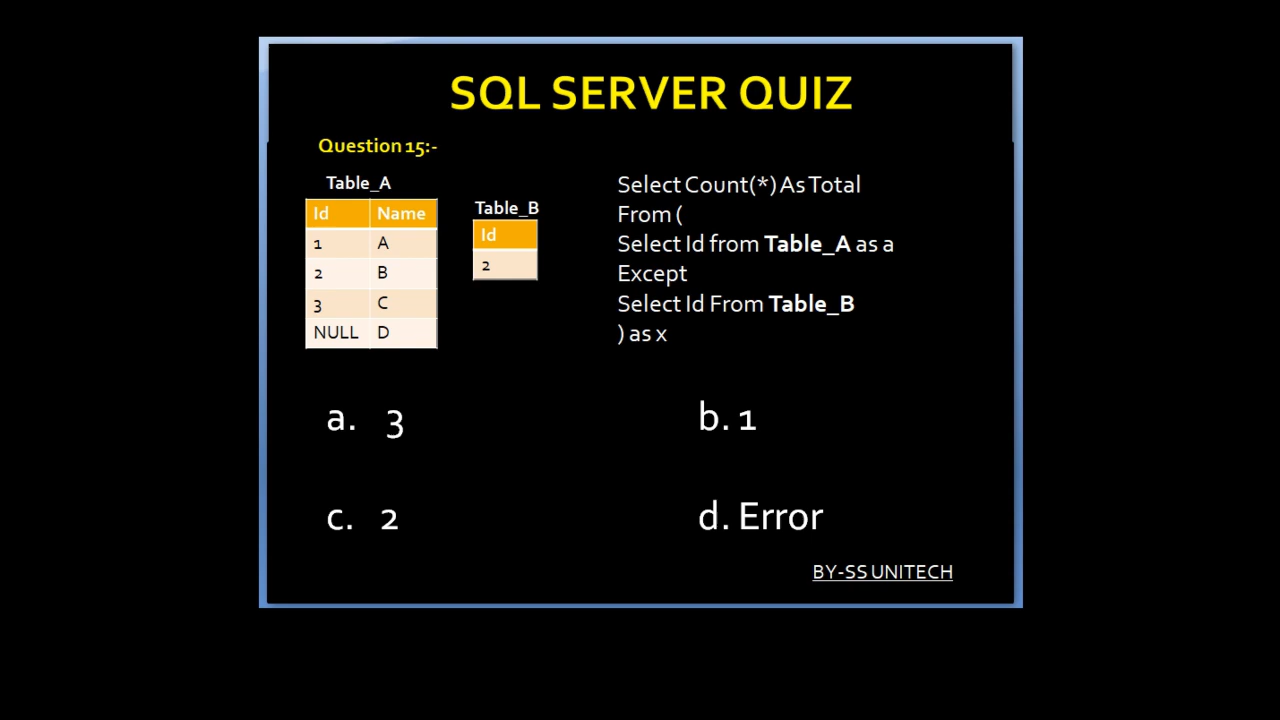 SQL SERVER QUIZ
Question 15:-
Table_A
Id Name
1 A
2 B
3 C
NULL D
Table_B
Id
2
Select Count(*) As Total
From (
Select Id from Table_A as a
Except
Select Id From Table_B
) as x
a. 3
b. 1
c. 2
d. Error
BY-SS UNITECH